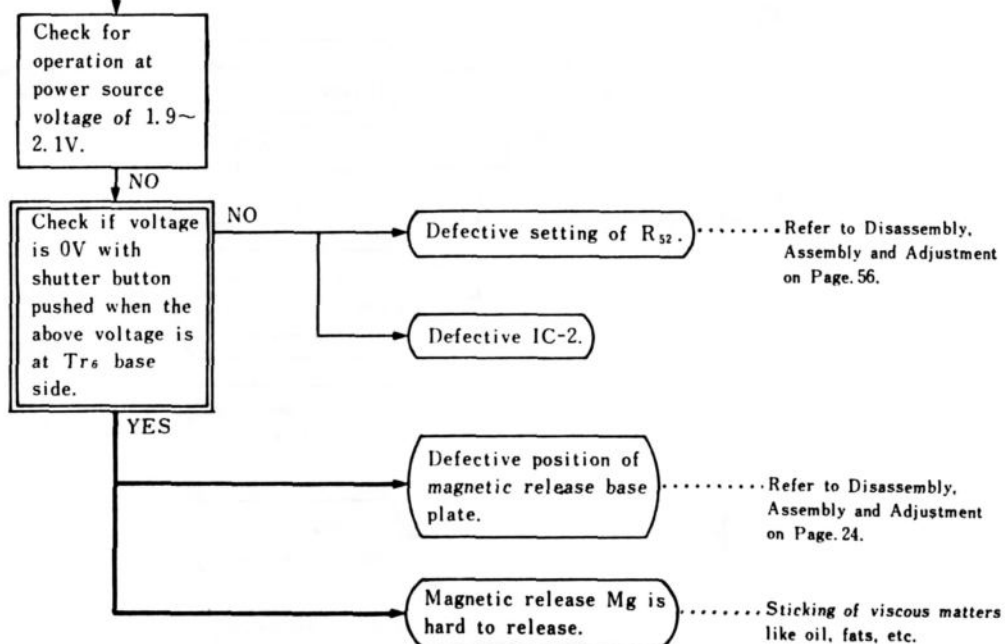 Check for
operation at
power source
voltage of 1.9~
2.1V.
NO
Check if voltage
is 0V with
shutter button
pushed when the
above voltage is
at Tr₆ base
side.
NO
Defective setting of R₅₂.
Refer to Disassembly,
Assembly and Adjustment
on Page.56.
Defective IC-2.
YES
Defective position of
magnetic release base
plate.
Refer to Disassembly,
Assembly and Adjustment
on Page.24.
Magnetic release Mg is
hard to release.
Sticking of viscous matters
like oil, fats, etc.